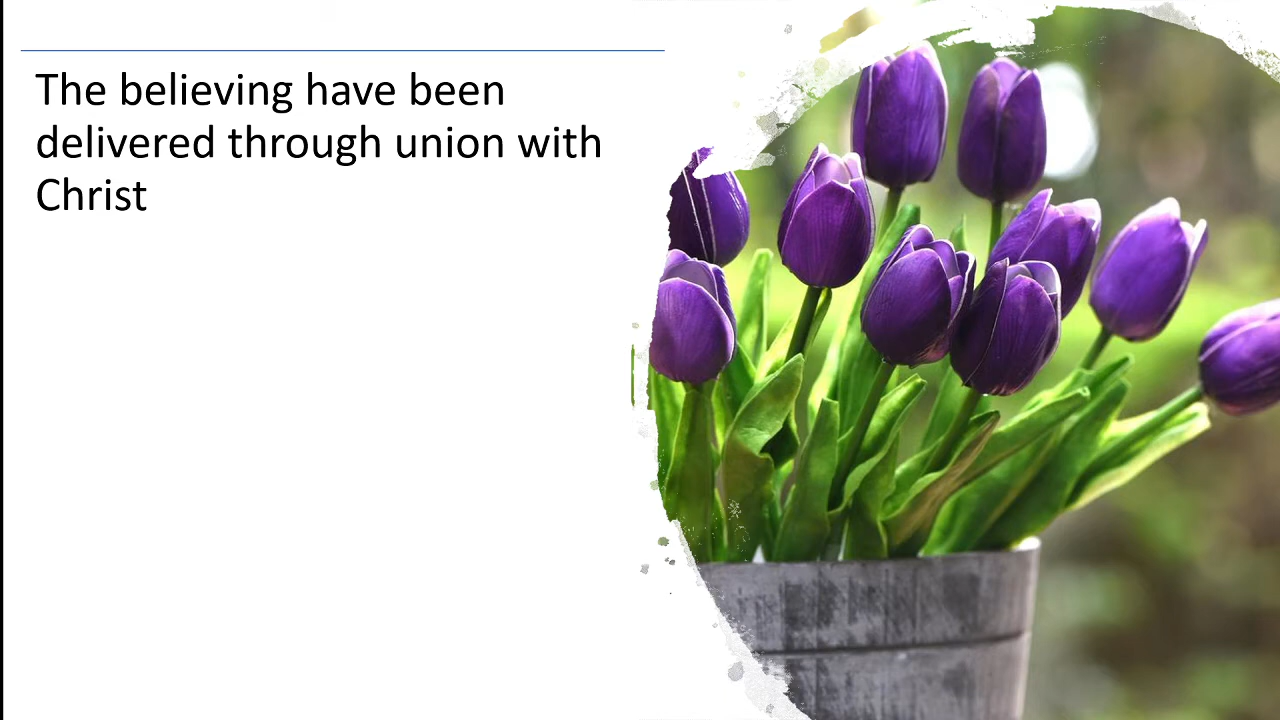 The believing have been
delivered through union with
Christ